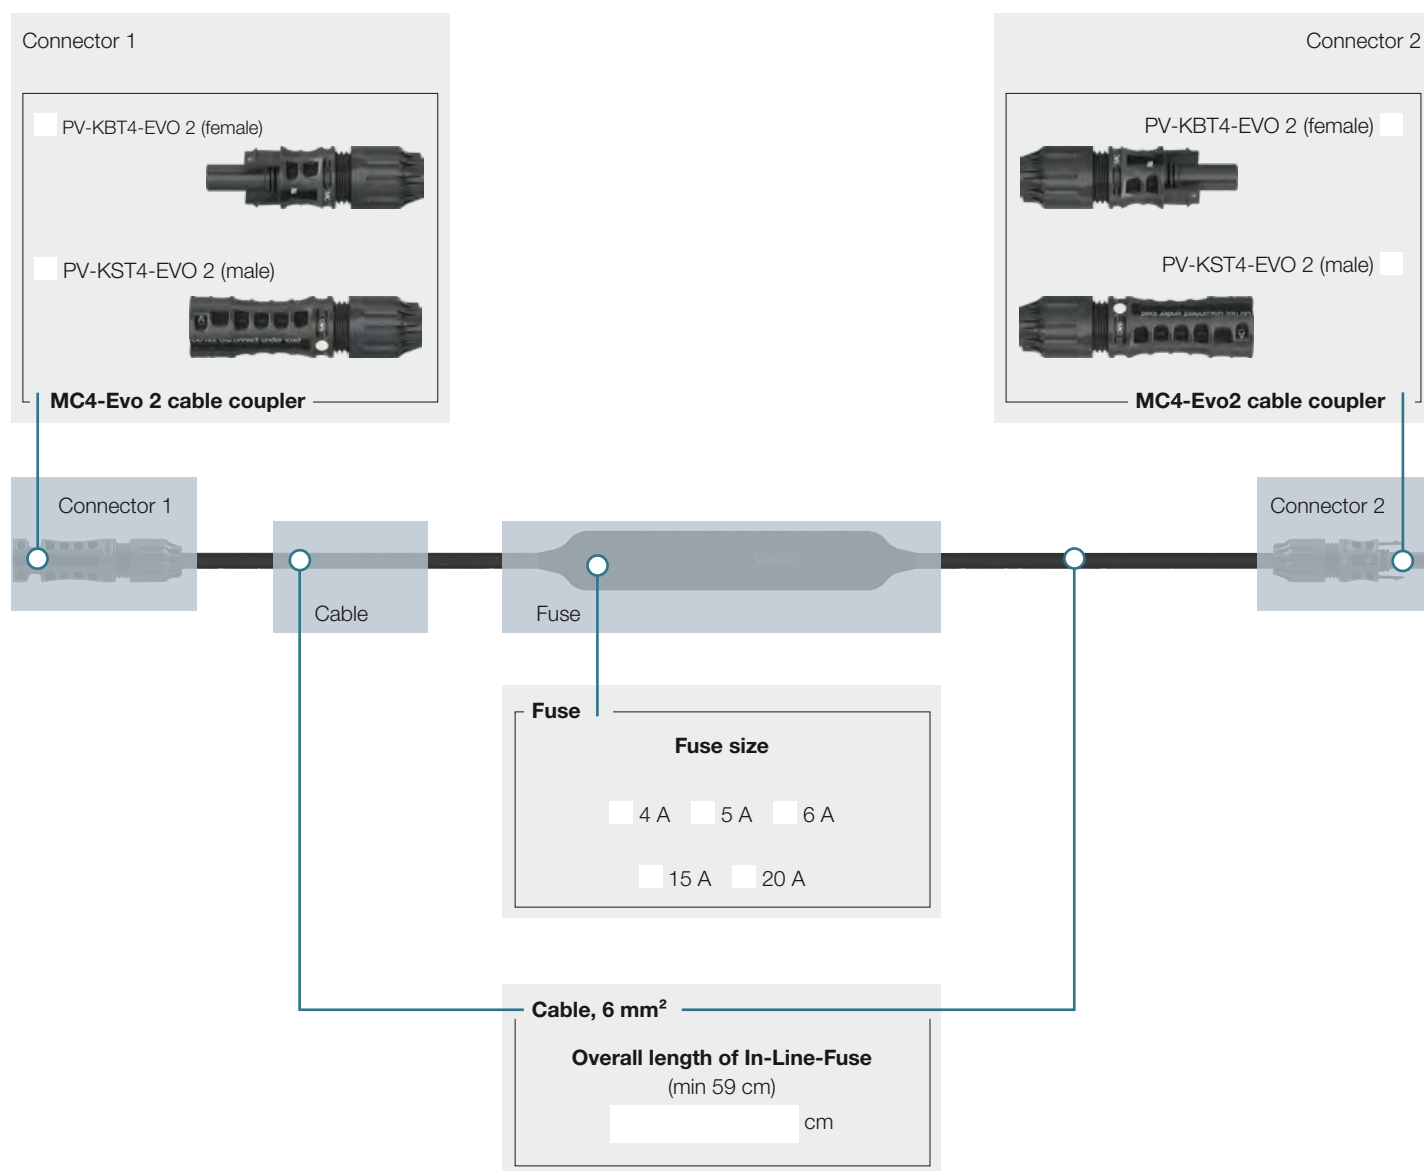 Connector 1
PV-KBT4-EVO 2 (female)
PV-KST4-EVO 2 (male)
MC4-Evo 2 cable coupler
Connector 2
PV-KBT4-EVO 2 (female)
PV-KST4-EVO 2 (male)
MC4-Evo2 cable coupler
Connector 1
Cable
Fuse
Connector 2
Fuse
Fuse size
4 A 5 A 6 A
15 A 20 A
Cable, 6 mm²
Overall length of In-Line-Fuse
(min 59 cm)
cm